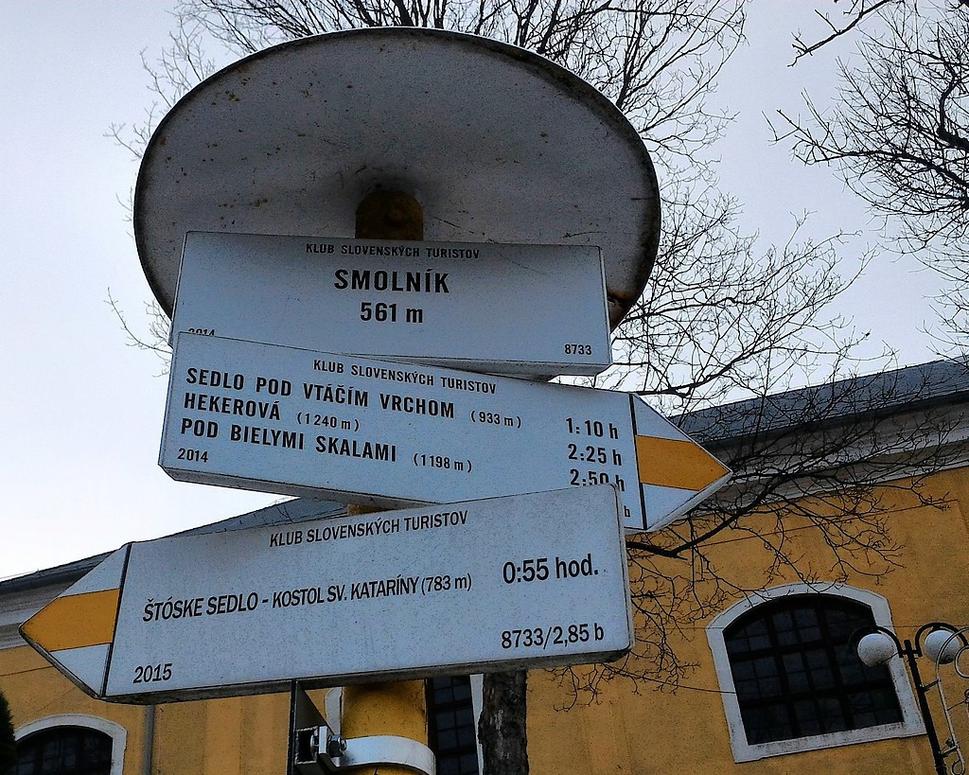 KLUB SLOVENSKÝCH TURISTOV
SMOLNÍK
561 m
2014 8733
KLUB SLOVENSKÝCH TURISTOV
SEDLO POD VTÁČÍM VRCHOM (933 m) 1:10 h
HEKEROVÁ (1240 m) 2:25 h
POD BIELYMI SKALAMI (1198 m) 2:50 h
2014 b
KLUB SLOVENSKÝCH TURISTOV
ŠTÓSKE SEDLO - KOSTOL SV. KATARÍNY (783 m) 0:55 hod.
2015 8733/2,85 b